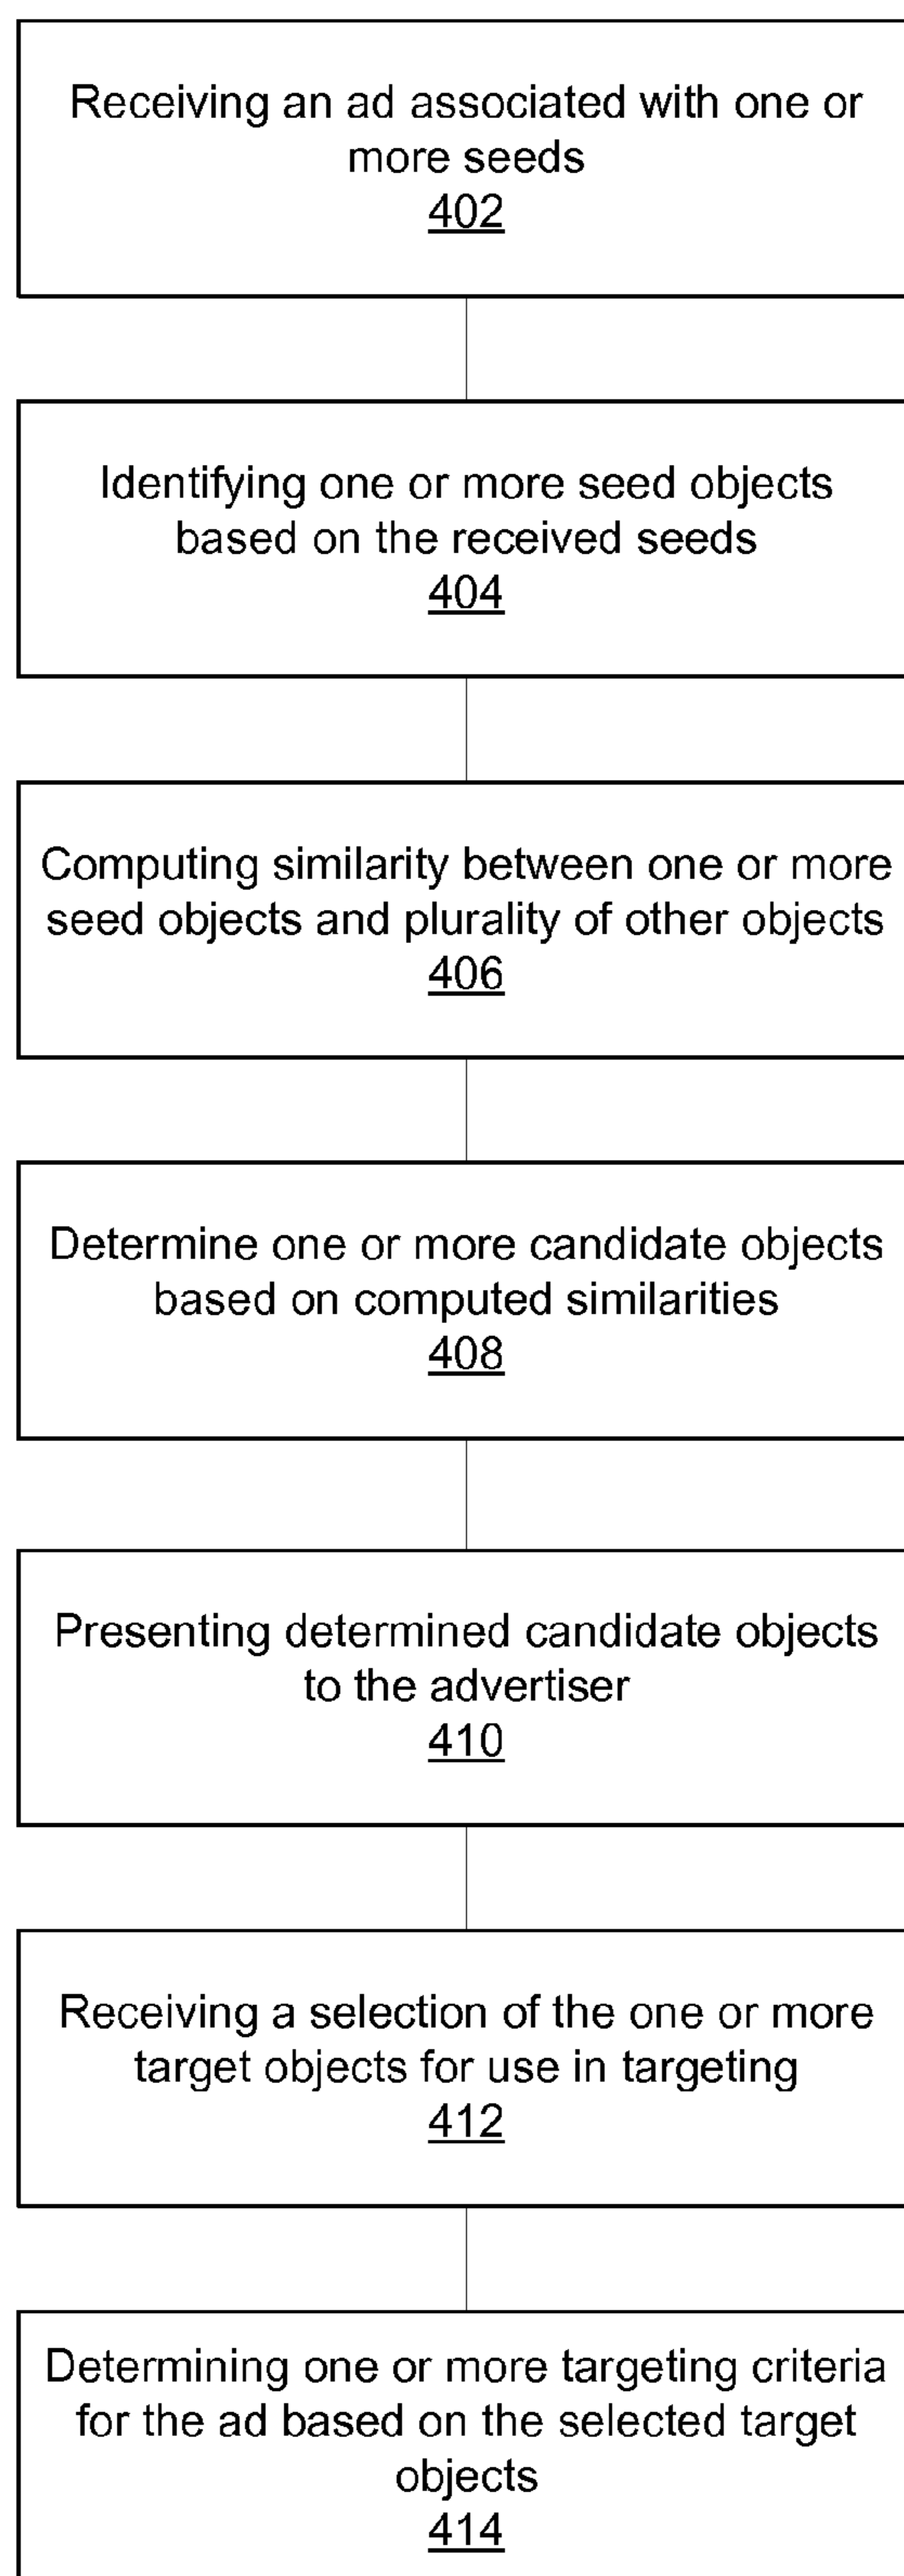 Receiving an ad associated with one or
more seeds
402
Identifying one or more seed objects
based on the received seeds
404
Computing similarity between one or more
seed objects and plurality of other objects
406
Determine one or more candidate objects
based on computed similarities
408
Presenting determined candidate objects
to the advertiser
410
Receiving a selection of the one or more
target objects for use in targeting
412
Determining one or more targeting criteria
for the ad based on the selected target
objects
414